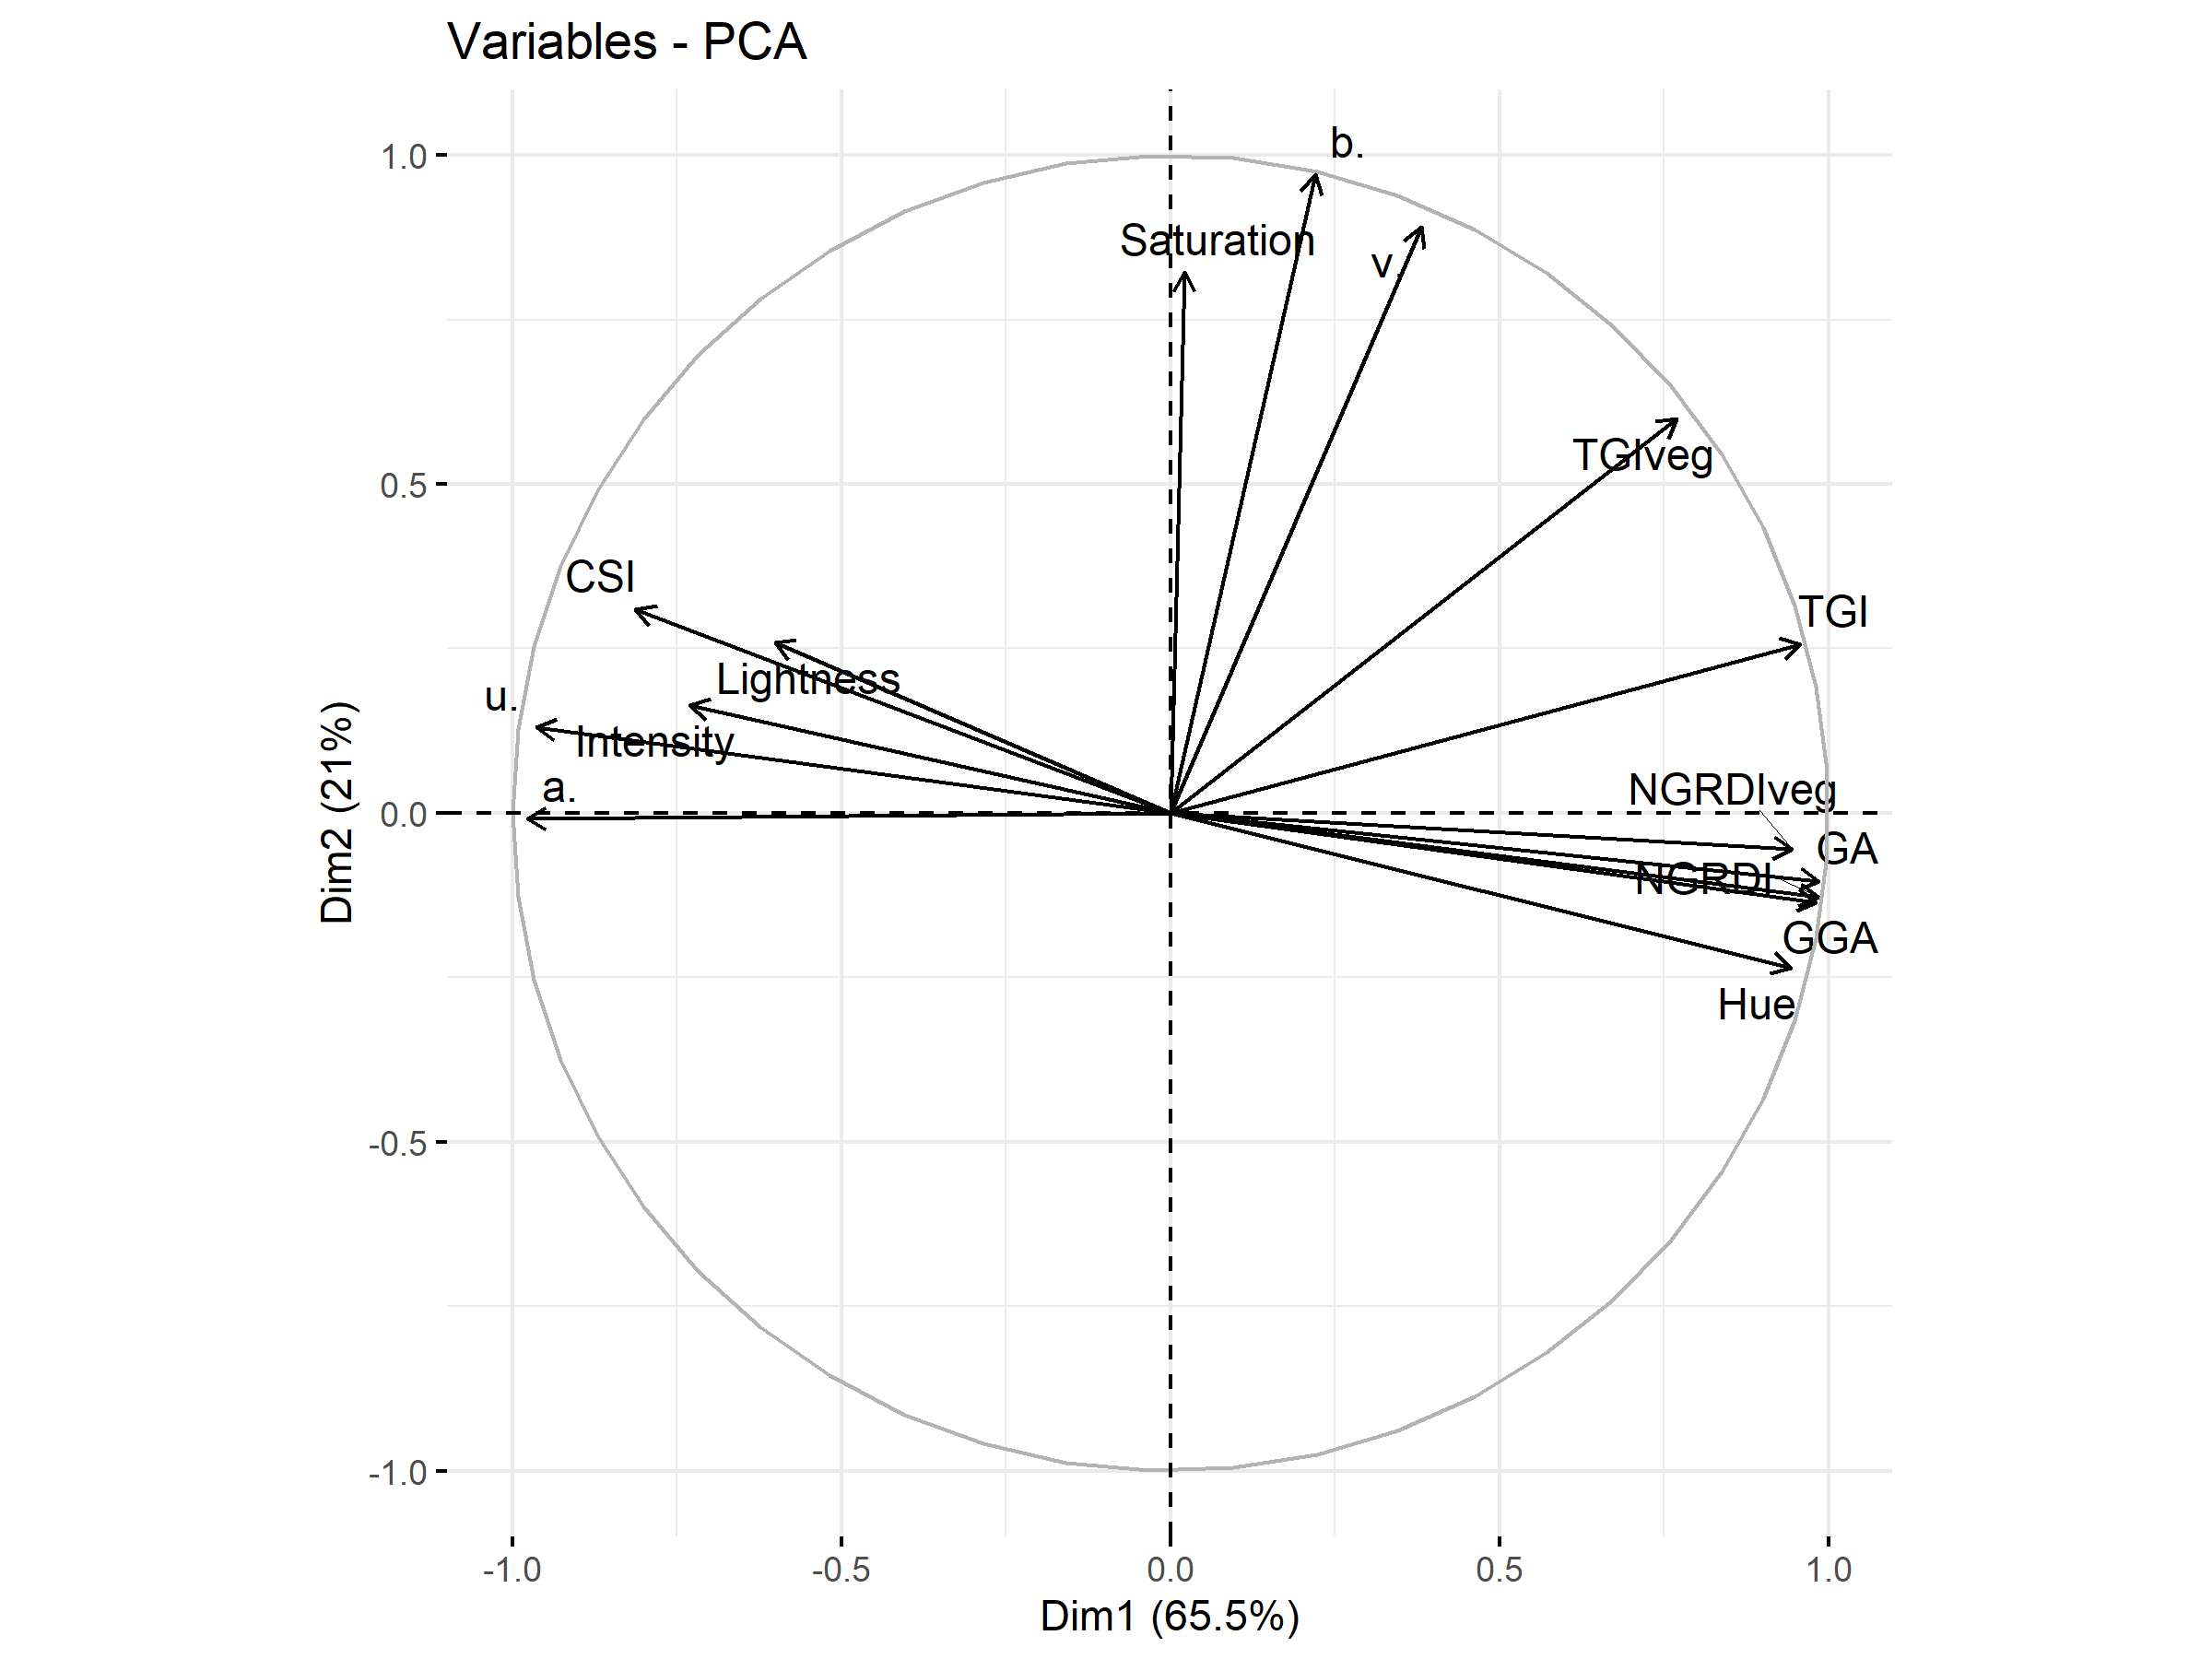 Variables - PCA
b.
Saturation
v.
TGIveg
CSI
TGI
Lightness
u.
Intensity
a.
NGRDIveg
GA
NGRDI
GGA
Hue
1.0
0.5
0.0
-0.5
-1.0
Dim2 (21%)
-1.0
-0.5
0.0
0.5
1.0
Dim1 (65.5%)